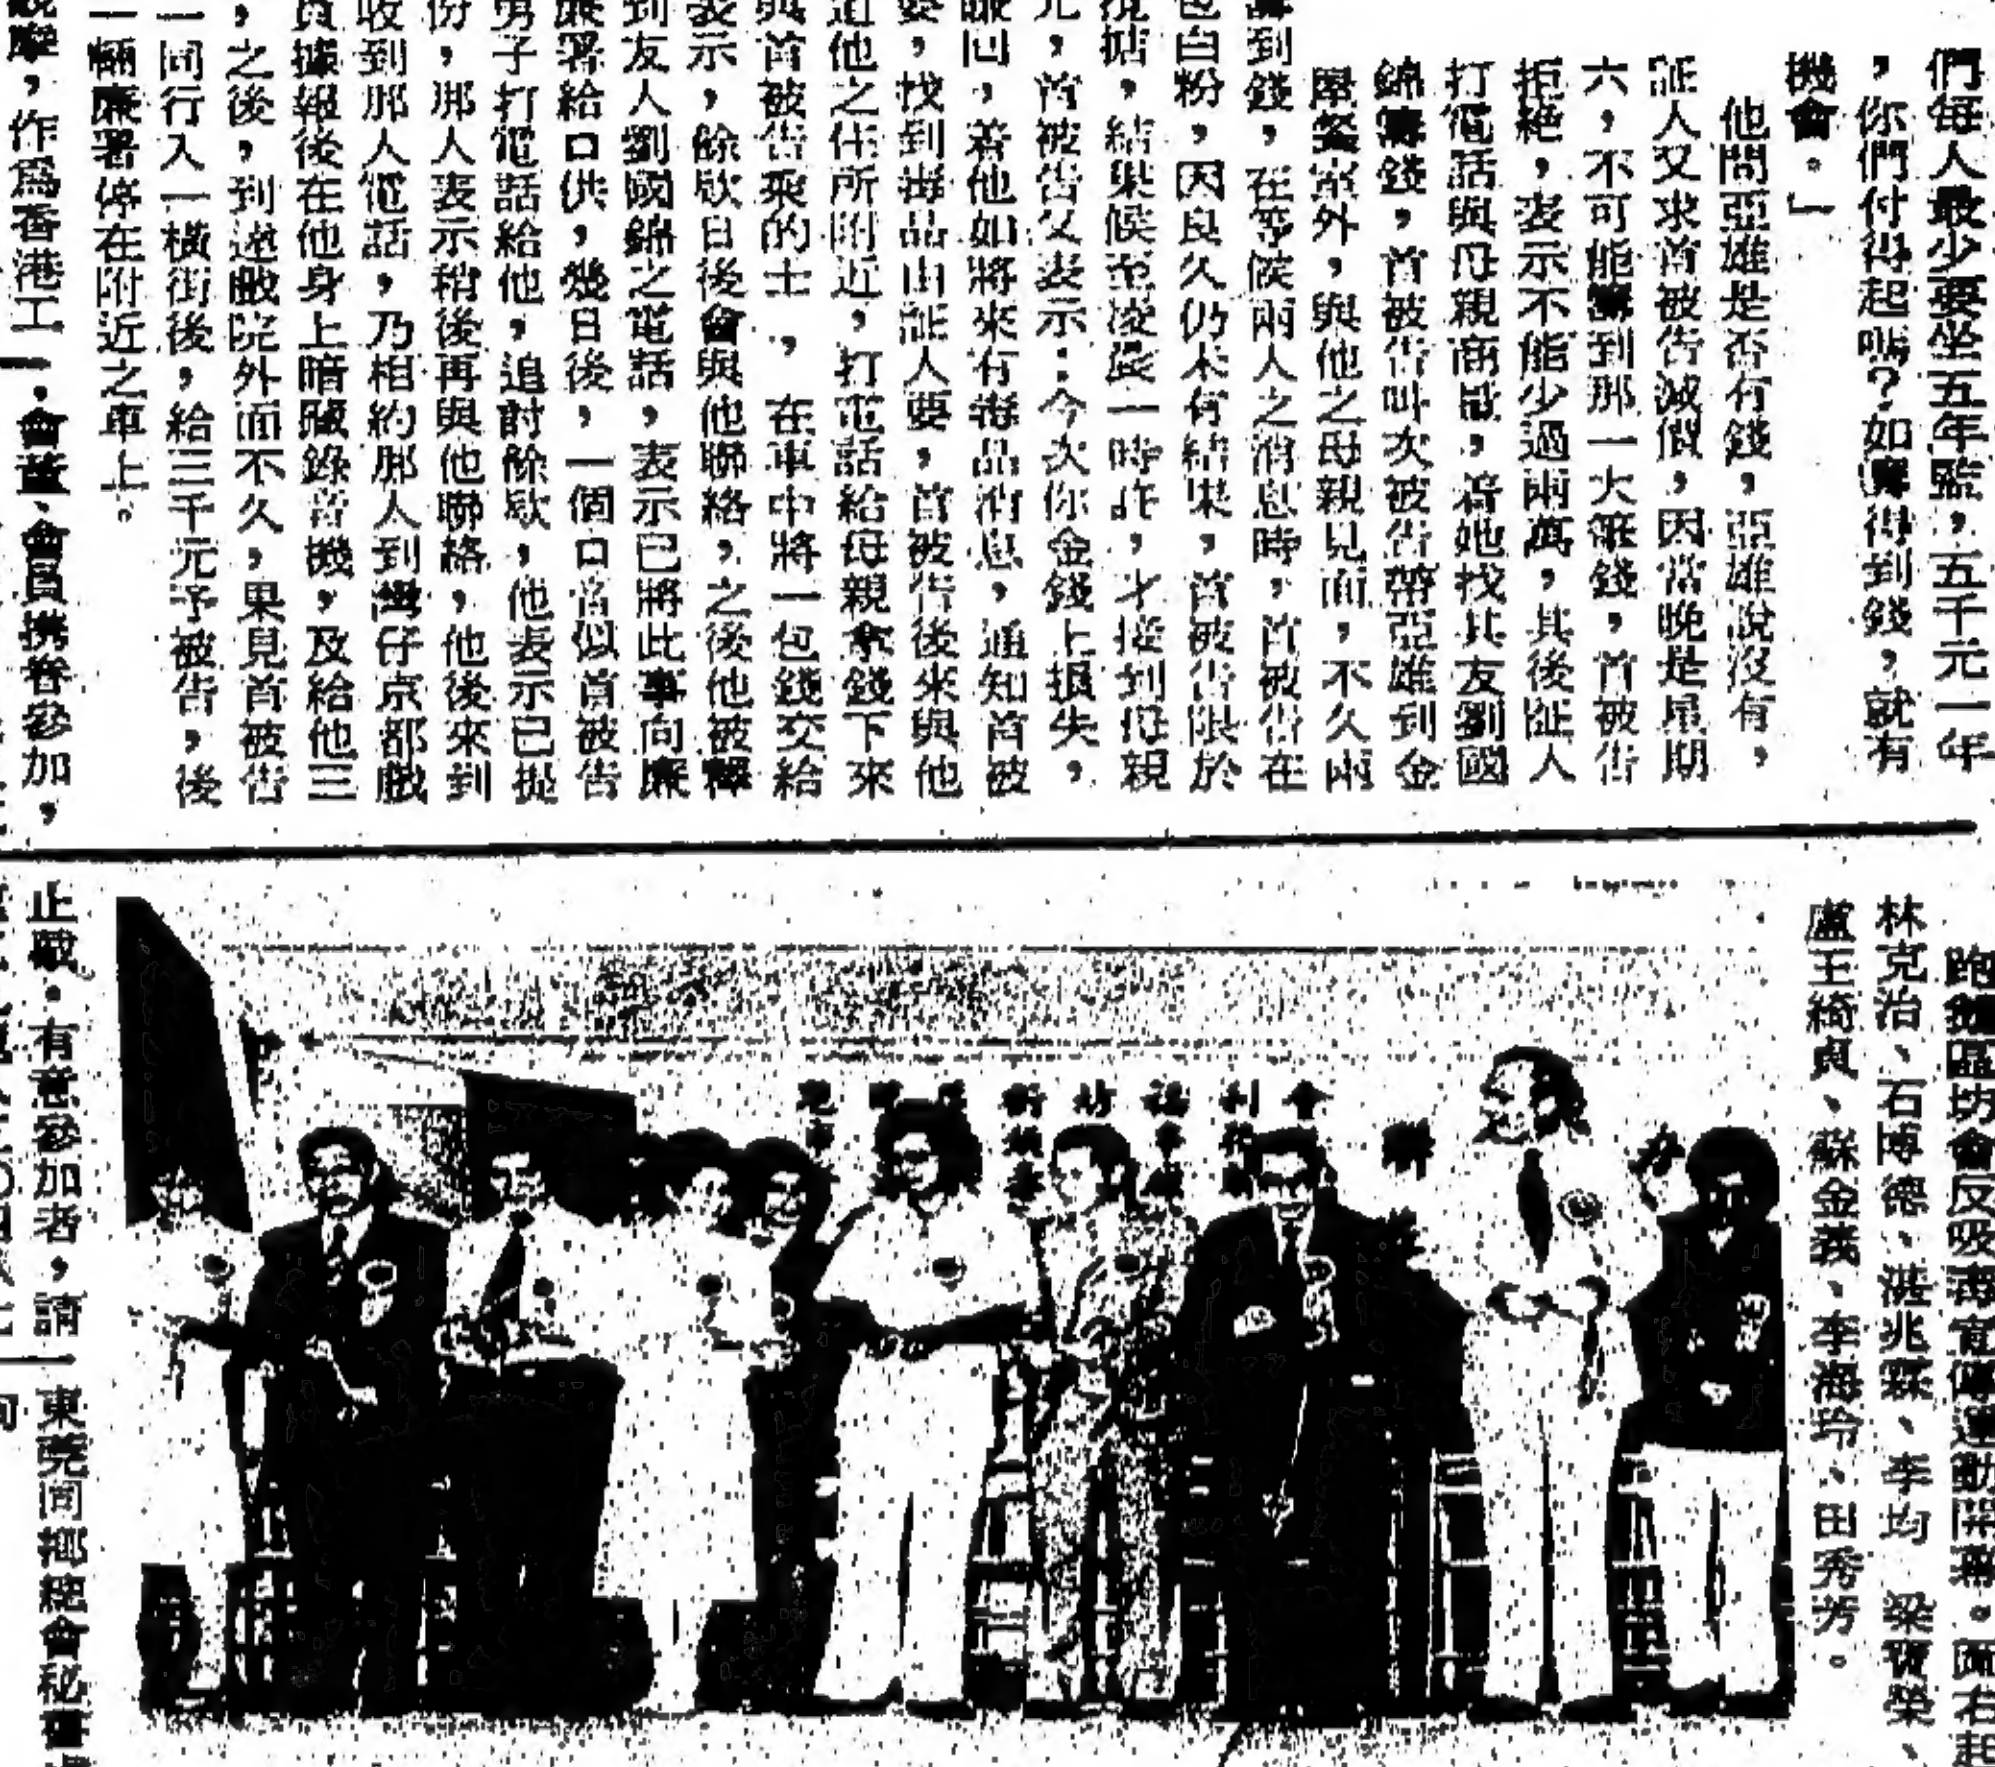 們每人最少要坐五年監，五千元一年
，你們付得起嗎？如籌得到錢，就有
機會。」
他問亞雄是否有錢，亞雄說沒有，
証人又求首被告減價，因當晚是星期
六，不可能籌到那一大筆錢，首被告
拒絕，表示不能少過兩萬，其後証人
打電話與母親商量，着她找其友劉國
錦籌錢，首被告叫次被告帶亞雄到金
屋餐室外，與他之母親見面，不久兩
到錢，在等候兩人之消息時，首被告在
包白粉，因良久仍未有結果，首被告限於
，結果候至凌晨一時許，才接到母親
元，首被告又表示：今次你金錢上損失，
回，着他如將來有毒品消息，通知首被
要，找到毒品由証人要，首被告後來與他
他之住所附近，打電話給母親拿錢下來
與首被告乘的士，在車中將一包錢交給
表示，餘款日後會與他聯絡，之後他被釋
到友人劉國錦之電話，表示已將此事向廉
廉署給口供，幾日後，一個口音似首被告
男子打電話給他，追討餘款，他表示已提
份，那人表示稍後再與他聯絡，他後來到
收到那人電話，乃相約那人到灣仔京都戲
員據報後在他身上暗藏錄音機，及給他三
，之後，到達戲院外面不久，果見首被告
一同行入一橫街後，給三千元予被告，後
一輛廉署停在附近之車上。
，作為香港工
，會董、會員携眷參加，
跑馬地區坊會反吸毒宣傳運動開幕。圖右起
林克治、石博德、洪兆霖、李均 梁寶榮、
盧王綺貞、蘇金義、李海玲、田秀芳。
區街坊福利會
止截。有意參加者，請
東莞同鄉總會秘書